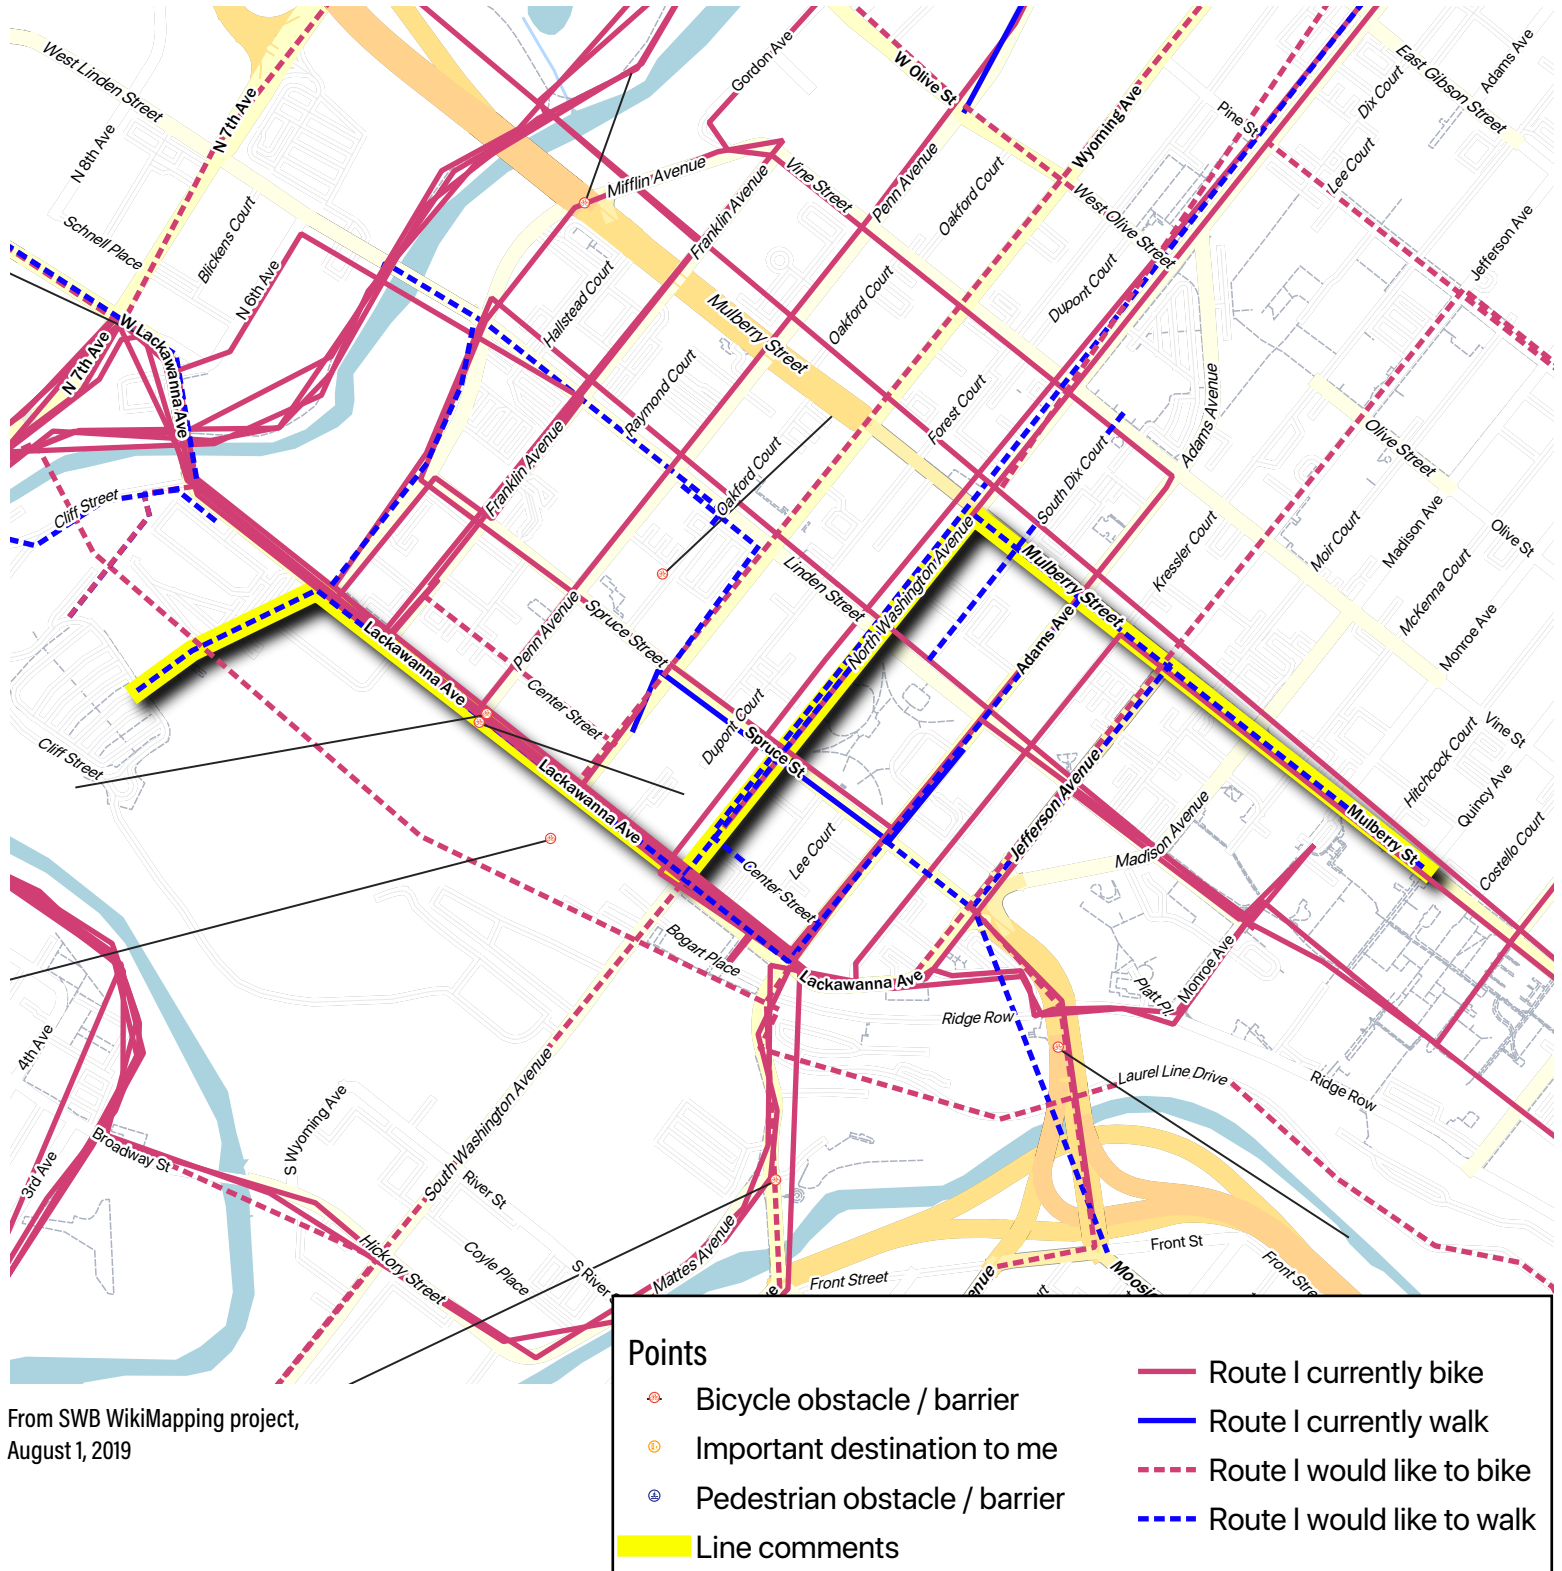 West Linden Street
N 7th Ave
N 8th Ave
Schnell Place
Blickens Court
N 6th Ave
W Lackawanna Ave
N 7th Ave
Cliff Street
Gordon Ave
W Olive St
Wyoming Ave
Pine St
East Gibson Street
Adams Ave
Dix Court
Lee Court
Mifflin Avenue
Vine Street
Penn Avenue
Oakford Court
West Olive Street
Jefferson Ave
Franklin Avenue
Hallstead Court
Mulberry Street
Oakford Court
Dupont Court
Raymond Court
Forest Court
Adams Avenue
Olive Street
Franklin Avenue
Oakford Court
South Dix Court
Kressler Court
Moir Court
Madison Ave
Olive St
McKenna Court
Monroe Ave
Linden Street
North Washington Avenue
Mulberry Street
Adams Ave
Penn Avenue
Spruce Street
Lackawanna Ave
Center Street
Dupont Court
Spruce St
Cliff Street
Lackawanna Ave
Jefferson Avenue
Madison Avenue
Hitchcock Court
Vine St
Quincy Ave
Mulberry St
Costello Court
Lee Court
Center Street
Bogart Place
Lackawanna Ave
Monroe Ave
Platt Pl
Ridge Row
Laurel Line Drive
Ridge Row
4th Ave
3rd Ave
Broadway St
S Wyoming Ave
South Washington Avenue
River St
Hickory Street
Coyle Place
S River
Mattes Avenue
Front Street
Front St
Front Stre
enue
Moosi
From SWB WikiMapping project,
August 1, 2019
Points
Bicycle obstacle / barrier
Important destination to me
Pedestrian obstacle / barrier
Line comments
Route I currently bike
Route I currently walk
Route I would like to bike
Route I would like to walk